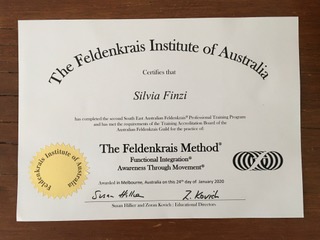 The Feldenkrais Institute of Australia
Certifies that
Silvia Finzi
has completed the second South East Australian Feldenkrais® Professional Training Program
and has met the requirements of the Training Accreditation Board of the
Australian Feldenkrais Guild for the practice of:
The Feldenkrais Method®
Functional Integration®
Awareness Through Movement®
Awarded in Melbourne, Australia on this 24th day of January 2020
Susan Hillier
Z. Kovich
Susan Hillier and Zoran Kovich : Educational Directors
Feldenkrais Institute of Australia